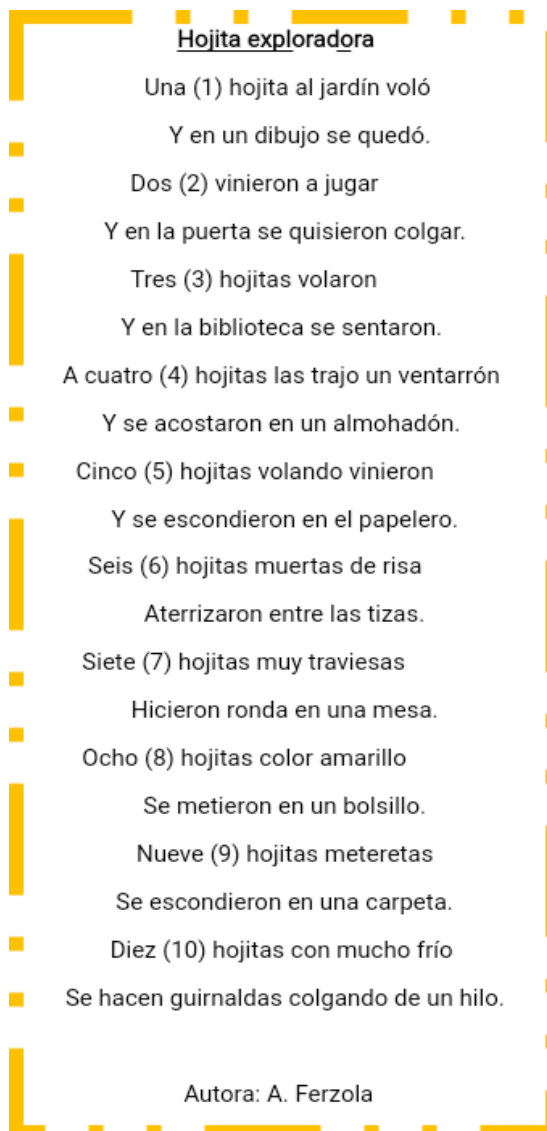 Hojita exploradora
Una (1) hojita al jardín voló
Y en un dibujo se quedó.
Dos (2) vinieron a jugar
Y en la puerta se quisieron colgar.
Tres (3) hojitas volaron
Y en la biblioteca se sentaron.
A cuatro (4) hojitas las trajo un ventarrón
Y se acostaron en un almohadón.
Cinco (5) hojitas volando vinieron
Y se escondieron en el papelero.
Seis (6) hojitas muertas de risa
Aterrizaron entre las tizas.
Siete (7) hojitas muy traviesas
Hicieron ronda en una mesa.
Ocho (8) hojitas color amarillo
Se metieron en un bolsillo.
Nueve (9) hojitas meteretas
Se escondieron en una carpeta.
Diez (10) hojitas con mucho frío
Se hacen guirnaldas colgando de un hilo.
Autora: A. Ferzola